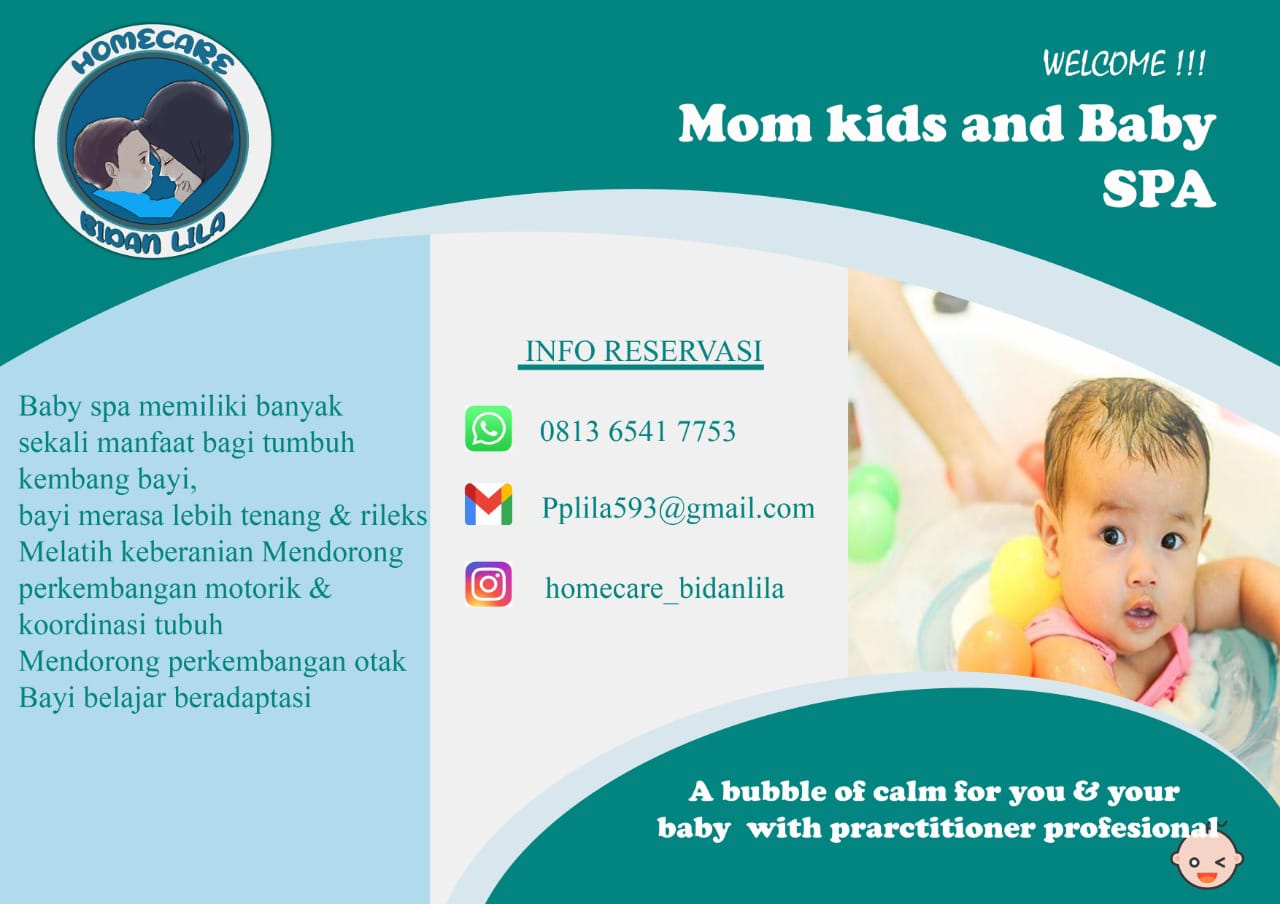 HOMECARE
BIDAN LILA
WELCOME !!!
Mom kids and Baby
SPA
Baby spa memiliki banyak
sekali manfaat bagi tumbuh
kembang bayi,
bayi merasa lebih tenang & rileks
Melatih keberanian Mendorong
perkembangan motorik &
koordinasi tubuh
Mendorong perkembangan otak
Bayi belajar beradaptasi
INFO RESERVASI
0813 6541 7753
Pplila593@gmail.com
homecare_bidanlila
A bubble of calm for you & your
baby with prarctitioner profesional